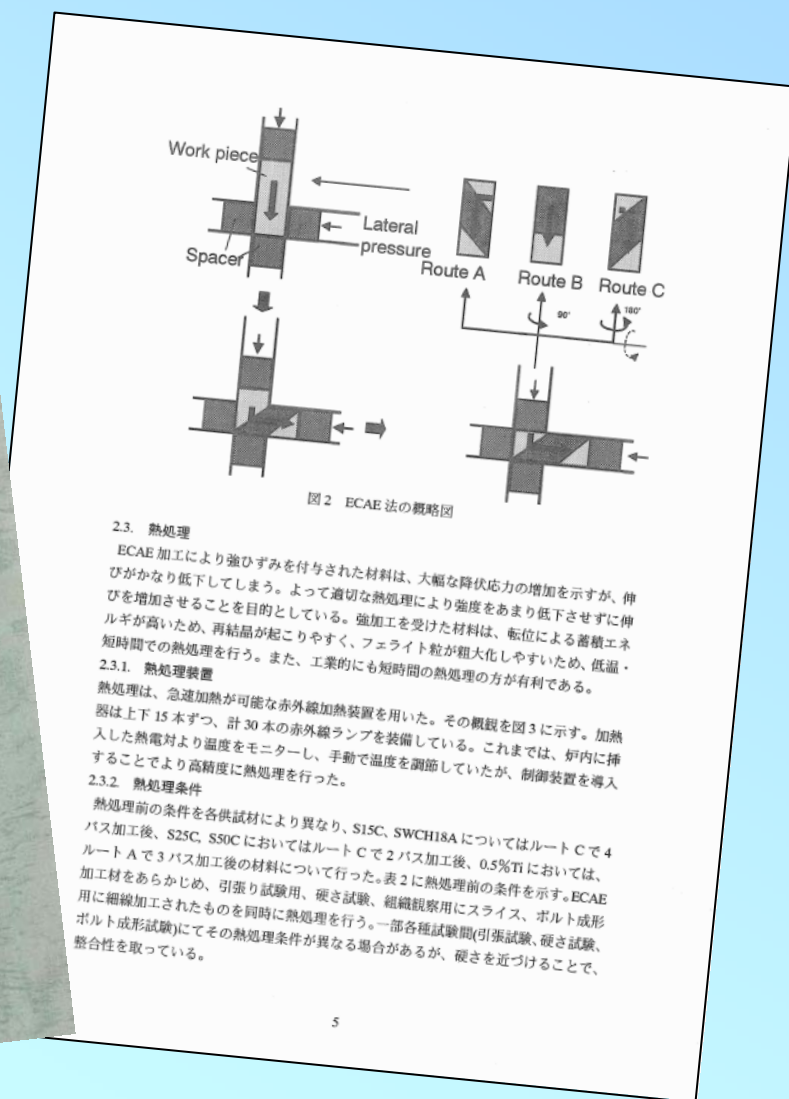 Work piece
Lateral
pressure
Spacer
Route A
Route B
Route C
90°
180°
図2 ECAE 法の概略図
2.3. 熱処理
ECAE 加工により強ひずみを付与された材料は、大幅な降伏応力の増加を示すが、伸
びがかなり低下してしまう。よって適切な熱処理により強度をあまり低下させずに伸
びを増加させることを目的としている。強加工を受けた材料は、転位による蓄積エネ
ルギが高いため、再結晶が起こりやすく、フェライト粒が粗大化しやすいため、低温・
短時間での熱処理を行う。また、工業的にも短時間の熱処理の方が有利である。
2.3.1. 熱処理装置
熱処理は、急速加熱が可能な赤外線加熱装置を用いた。その概観を図3に示す。加熱
器は上下 15 本ずつ、計 30 本の赤外線ランプを装備している。これまでは、炉内に挿
入した熱電対より温度をモニターし、手動で温度を調節していたが、制御装置を導入
することでより高精度に熱処理を行った。
2.3.2 熱処理条件
熱処理前の条件を各供試材により異なり、S15C, SWCH18A についてはルート C で 4
パス加工後、S25C, S50C においてはルート C で 2 パス加工後、0.5%Ti においては、
ルート A で 3 パス加工後の材料について行った。表 2 に熱処理前の条件を示す。ECAE
加工材をあらかじめ、引張り試験用、硬さ試験、組織観察用にスライス、ボルト成形
用に細線加工されたものを同時に熱処理を行う。一部各種試験間(引張試験、硬さ試験、
ボルト成形試験)にてその熱処理条件が異なる場合があるが、硬さを近づけることで、
整合性を取っている。
5